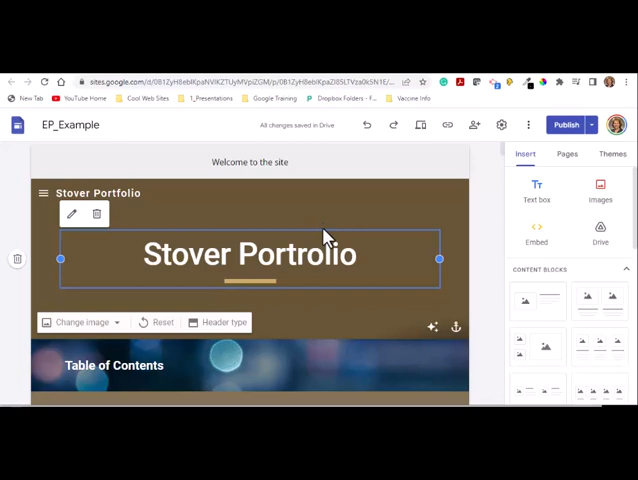 sites.google.com/d/
New Tab YouTube Home Cool Web Sites 1_Presentations Google Training Dropbox Folders - F... Vaccine Info
EP_Example All changes saved in Drive Publish
Welcome to the site
Insert Pages Themes
Stover Portfolio
Text box Images
Stover Portrolio
Embed Drive
CONTENT BLOCKS
Change image Reset Header type
Table of Contents